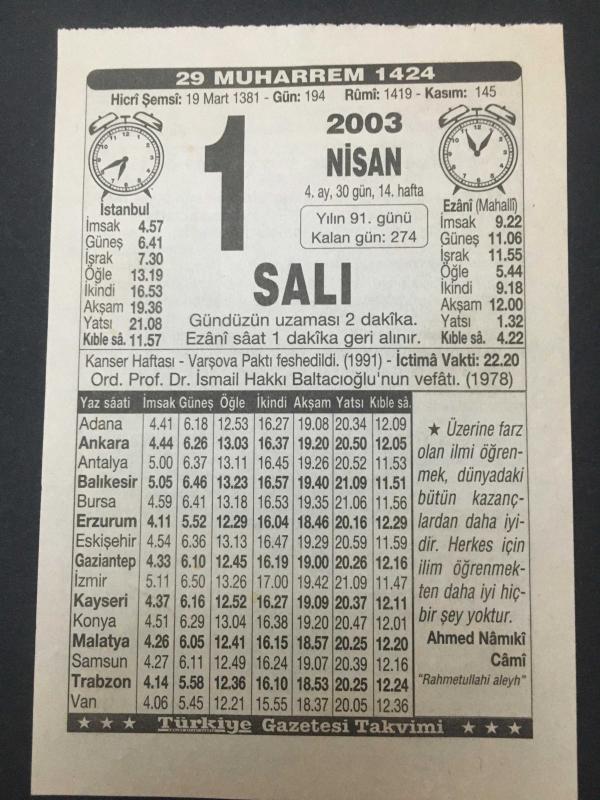 29 MUHARREM 1424
Hicrî Şemsî: 19 Mart 1381 - Gün: 194 Rûmî: 1419 - Kasım: 145
1
2003
NİSAN
4. ay, 30 gün, 14. hafta
Yılın 91. günü
Kalan gün: 274
SALI
İstanbul
İmsak 4.57
Güneş 6.41
İşrak 7.30
Öğle 13.19
İkindi 16.53
Akşam 19.36
Yatsı 21.08
Kıble sâ. 11.57
Ezânî (Mahallî)
İmsak 9.22
Güneş 11.06
İşrak 11.55
Öğle 5.44
İkindi 9.18
Akşam 12.00
Yatsı 1.32
Kıble sâ. 4.22
Gündüzün uzaması 2 dakîka.
Ezânî sâat 1 dakîka geri alınır.
Kanser Haftası - Varşova Paktı feshedildi. (1991) - İctimâ Vakti: 22.20
Ord. Prof. Dr. İsmail Hakkı Baltacıoğlu'nun vefâtı. (1978)
Yaz sâati İmsak Güneş Öğle İkindi Akşam Yatsı Kıble sâ.
Adana 4.41 6.18 12.53 16.27 19.08 20.34 12.09
Ankara 4.44 6.26 13.03 16.37 19.20 20.50 12.05
Antalya 5.00 6.37 13.11 16.45 19.26 20.52 11.53
Balıkesir 5.05 6.46 13.23 16.57 19.40 21.09 11.51
Bursa 4.59 6.41 13.18 16.53 19.35 21.06 11.56
Erzurum 4.11 5.52 12.29 16.04 18.46 20.16 12.29
Eskişehir 4.54 6.36 13.13 16.47 19.29 20.59 11.59
Gaziantep 4.33 6.10 12.45 16.19 19.00 20.26 12.16
İzmir 5.11 6.50 13.26 17.00 19.42 21.09 11.47
Kayseri 4.37 6.16 12.52 16.27 19.09 20.37 12.11
Konya 4.51 6.29 13.04 16.38 19.20 20.47 12.01
Malatya 4.26 6.05 12.41 16.15 18.57 20.25 12.20
Samsun 4.27 6.11 12.49 16.24 19.07 20.39 12.16
Trabzon 4.14 5.58 12.36 16.10 18.53 20.25 12.24
Van 4.06 5.45 12.21 15.55 18.37 20.05 12.36
★ Üzerine farz
olan ilmi öğren-
mek, dünyadaki
bütün kazanç-
lardan daha iyi-
dir. Herkes için
ilim öğrenmek-
ten daha iyi hiç-
bir şey yoktur.
Ahmed Nâmıkî
Câmî
"Rahmetullahi aleyh"
★ ★ ★ Türkiye Gazetesi Takvimi ★ ★ ★